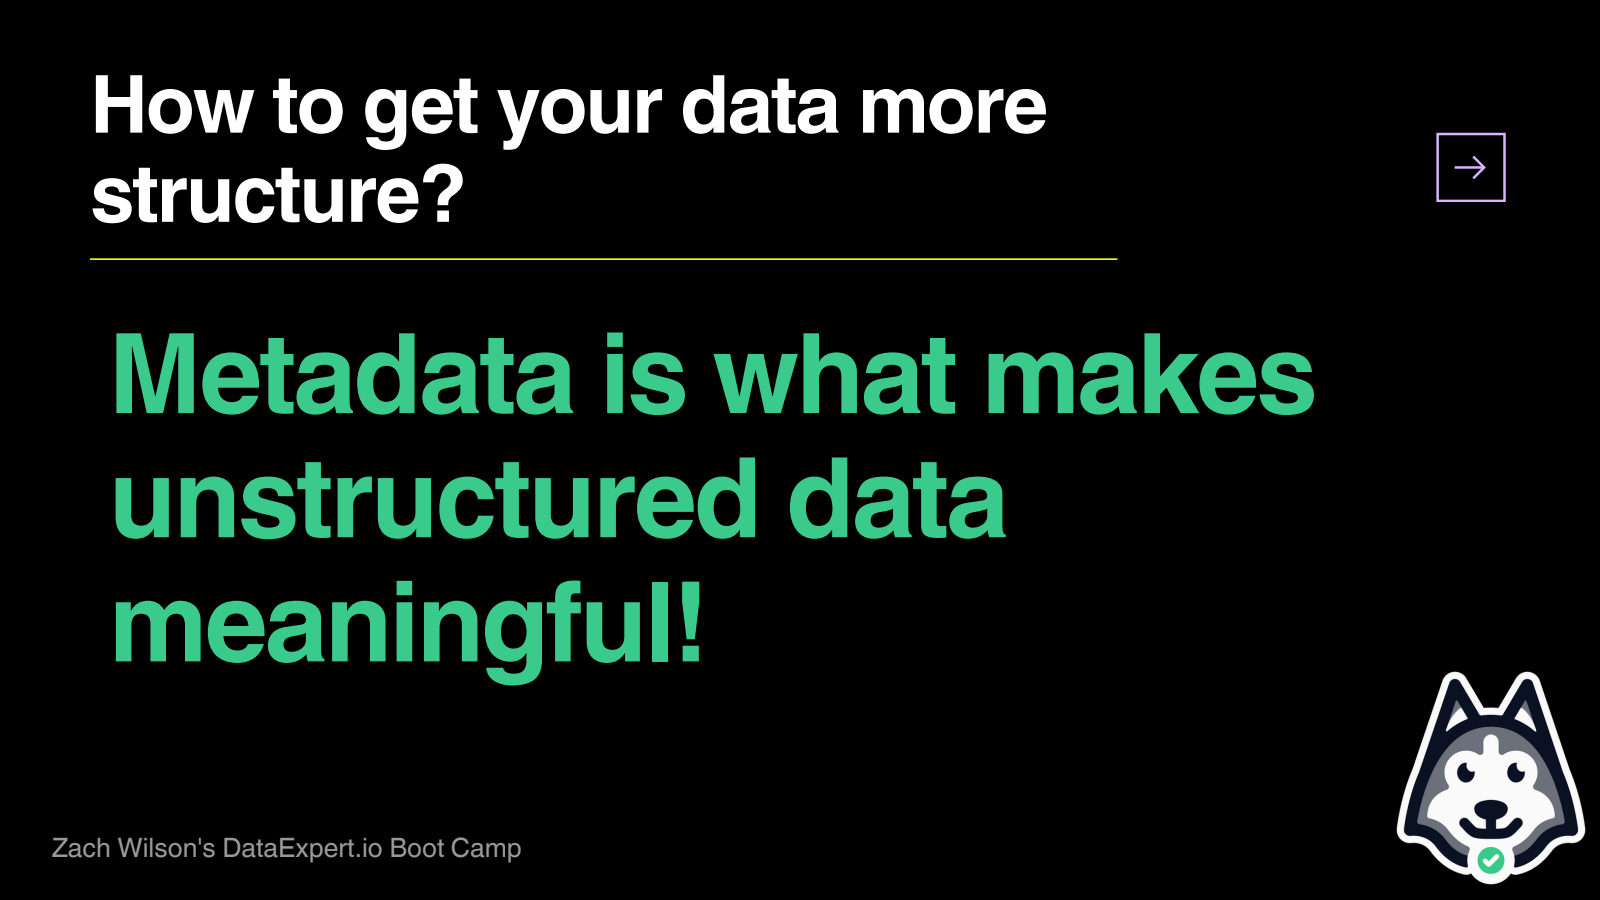 How to get your data more
structure?
Metadata is what makes
unstructured data
meaningful!
Zach Wilson's DataExpert.io Boot Camp